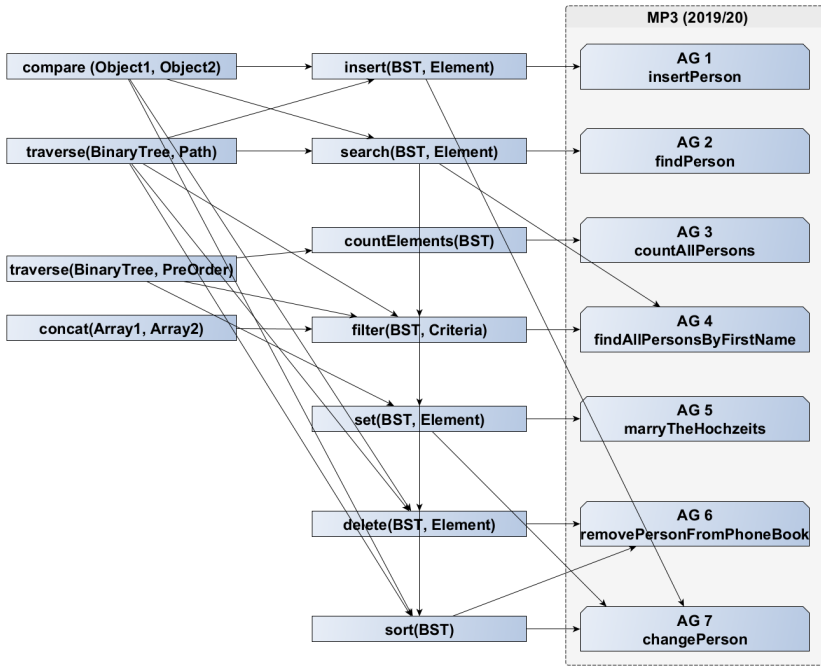 MP3 (2019/20)
compare (Object1, Object2)
insert(BST, Element)
AG 1
insertPerson
traverse(BinaryTree, Path)
search(BST, Element)
AG 2
findPerson
countElements(BST)
AG 3
countAllPersons
traverse(BinaryTree, PreOrder)
concat(Array1, Array2)
filter(BST, Criteria)
AG 4
findAllPersonsByFirstName
set(BST, Element)
AG 5
marryTheHochzeits
delete(BST, Element)
AG 6
removePersonFromPhoneBook
sort(BST)
AG 7
changePerson